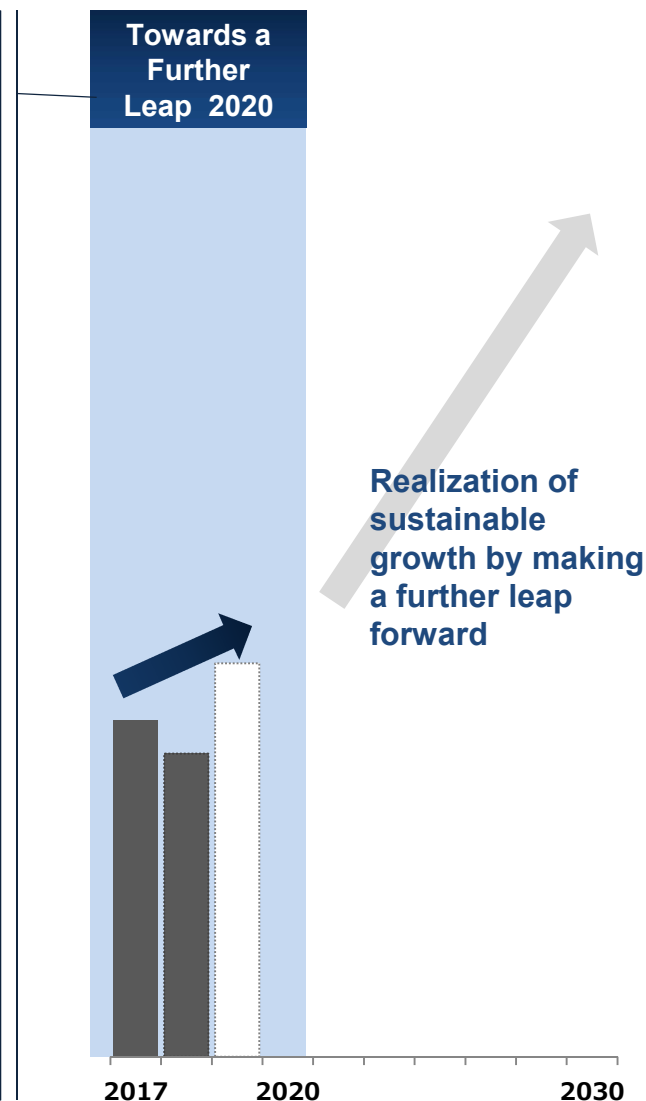 Towards a
Further
Leap 2020
Realization of
sustainable
growth by making
a further leap
forward
2017
2020
2030